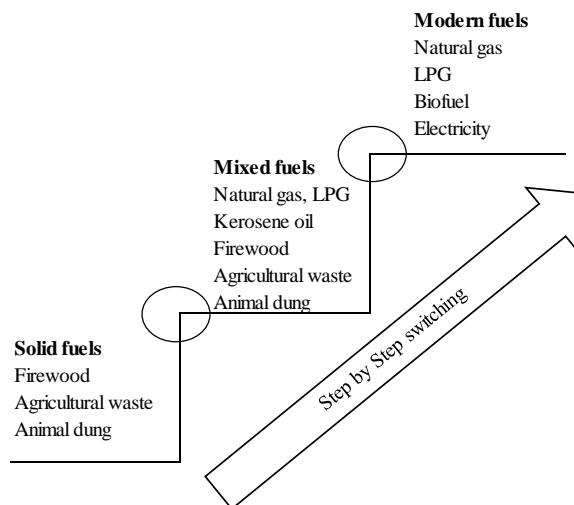 Modern fuels
Natural gas
LPG
Biofuel
Electricity
Mixed fuels
Natural gas, LPG
Kerosene oil
Firewood
Agricultural waste
Animal dung
Solid fuels
Firewood
Agricultural waste
Animal dung
Step by Step switching